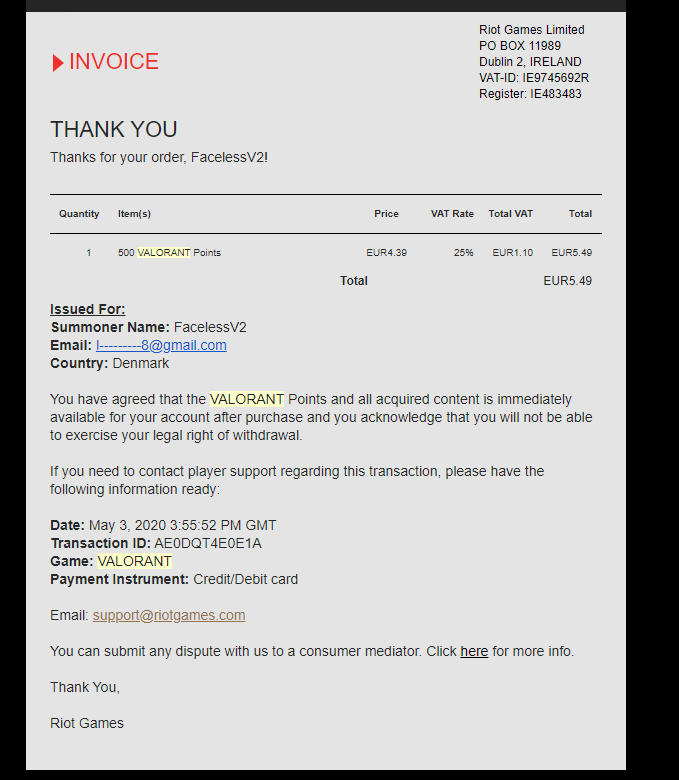 Riot Games Limited
PO BOX 11989
INVOICE
Dublin 2, IRELAND
VAT-ID: IE9745692R
Register: IE483483
THANK YOU
Thanks for your order, FacelessV2!
Quantity Item(s) Price VAT Rate Total VAT Total
1 500 VALORANT Points EUR4.39 25% EUR1.10 EUR5.49
Total EUR5.49
Issued For:
Summoner Name: FacelessV2
Email: l---------8@gmail.com
Country: Denmark
You have agreed that the VALORANT Points and all acquired content is immediately
available for your account after purchase and you acknowledge that you will not be able
to exercise your legal right of withdrawal.
If you need to contact player support regarding this transaction, please have the
following information ready:
Date: May 3, 2020 3:55:52 PM GMT
Transaction ID: AE0DQT4E0E1A
Game: VALORANT
Payment Instrument: Credit/Debit card
Email: support@riotgames.com
You can submit any dispute with us to a consumer mediator. Click here for more info.
Thank You,
Riot Games